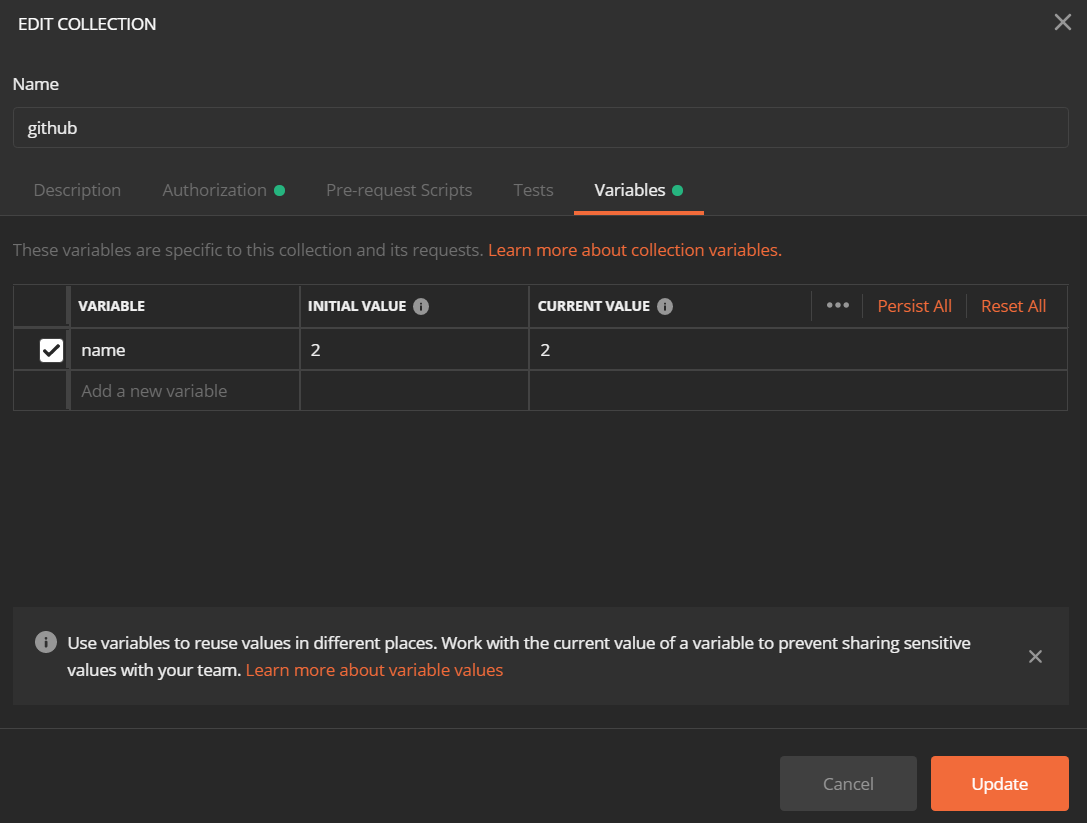 EDIT COLLECTION
Name
github
Description Authorization Pre-request Scripts Tests Variables
These variables are specific to this collection and its requests. Learn more about collection variables.
VARIABLE INITIAL VALUE CURRENT VALUE Persist All Reset All
name 2 2
Add a new variable
Use variables to reuse values in different places. Work with the current value of a variable to prevent sharing sensitive
values with your team. Learn more about variable values
Cancel Update